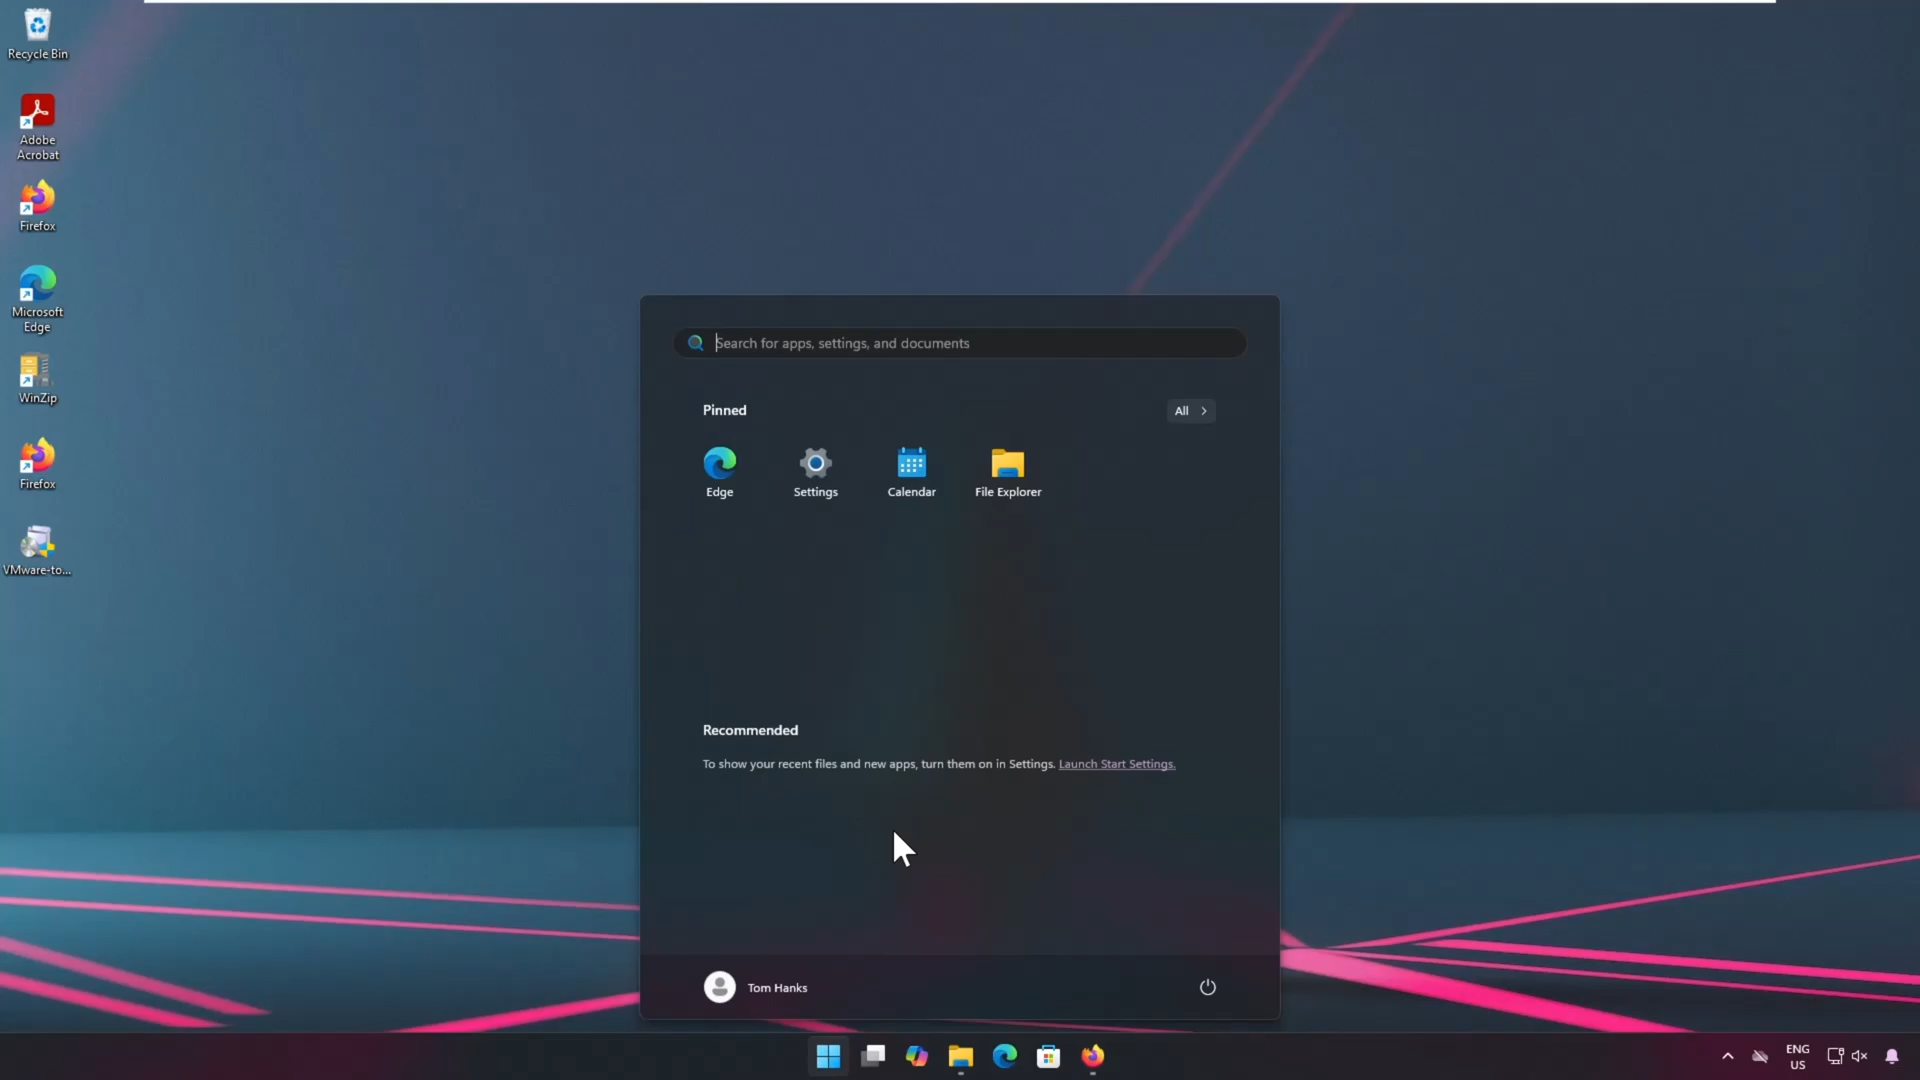 Recycle Bin
Adobe
Acrobat
Firefox
Microsoft
Edge
WinZip
Firefox
VMware-to...
Search for apps, settings, and documents
Pinned
All
Edge
Settings
Calendar
File Explorer
Recommended
To show your recent files and new apps, turn them on in Settings. Launch Start Settings.
Tom Hanks
ENG
US